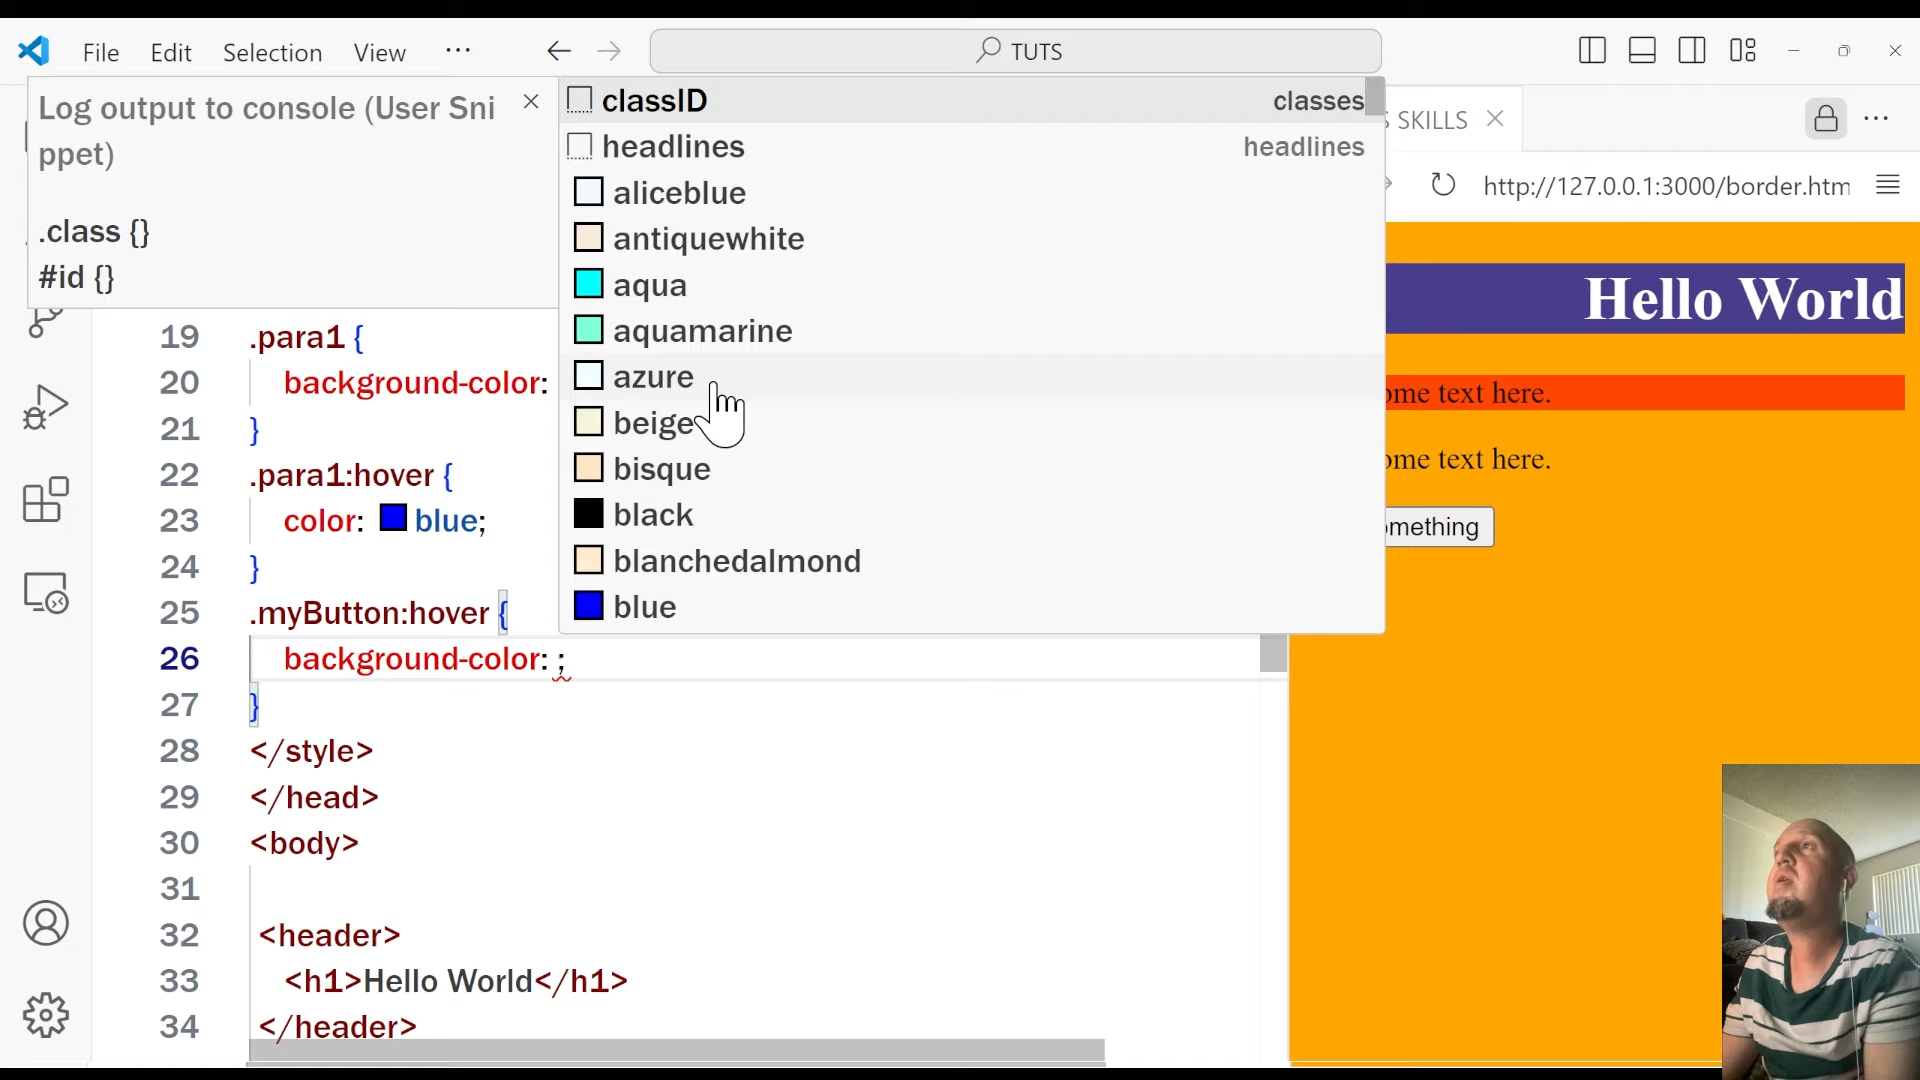 File Edit Selection View ...
TUTS
Log output to console (User Sni
ppet)
.class {}
#id {}
classID classes
headlines headlines
aliceblue
antiquewhite
aqua
aquamarine
azure
beige
bisque
black
blanchedalmond
blue
19 .para1 {
20 background-color:
21 }
22 .para1:hover {
23 color: blue;
24 }
25 .myButton:hover {
26 background-color: ;
27 }
28 </style>
29 </head>
30 <body>
31
32 <header>
33 <h1>Hello World</h1>
34 </header>
SKILLS
http://127.0.0.1:3000/border.htm
Hello World
ome text here.
ome text here.
mething